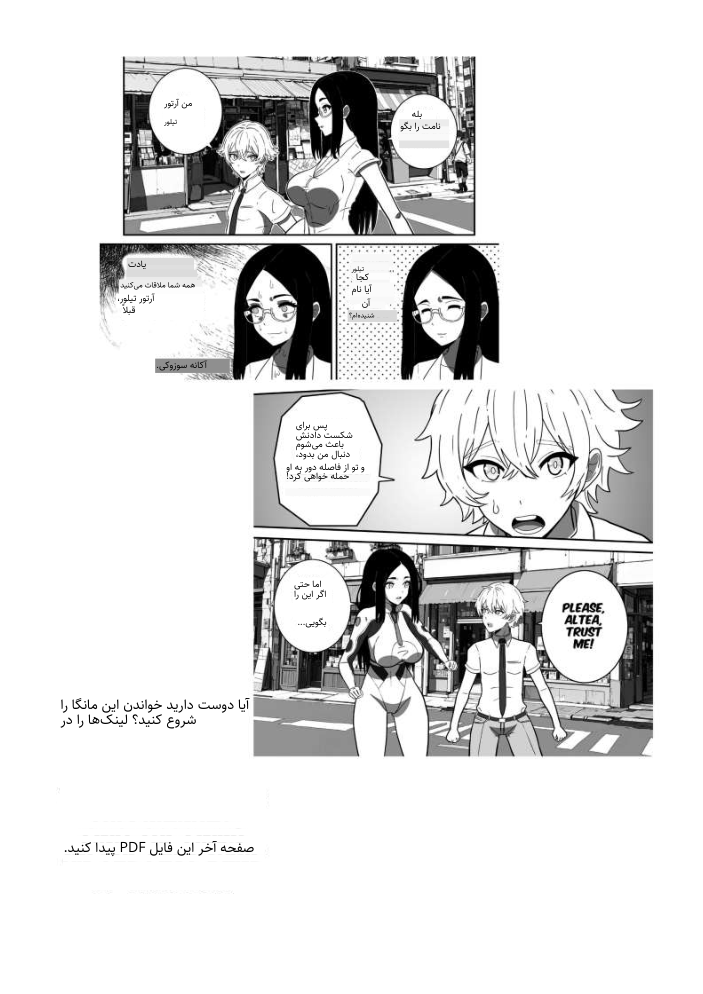 بله
نامت را بگو
من آرتور
تیلور
تیلور
..
کجا
آیا نام
آن
شنیده‌ام؟
یادت
همه شما ملاقات می‌کنید
آرتور تیلور،
قبلاً
آکانه سوزوکی.
پس برای
شکست دادنش
باعث می‌شوم
دنبال من بدود،
و تو از فاصله دور به او
حمله خواهی کرد!
PLEASE,
ALTEA,
TRUST
ME!
اما حتی
اگر این را
بگویی...
آیا دوست دارید خواندن این مانگا را
شروع کنید؟ لینک‌ها را در
صفحه آخر این فایل PDF پیدا کنید.